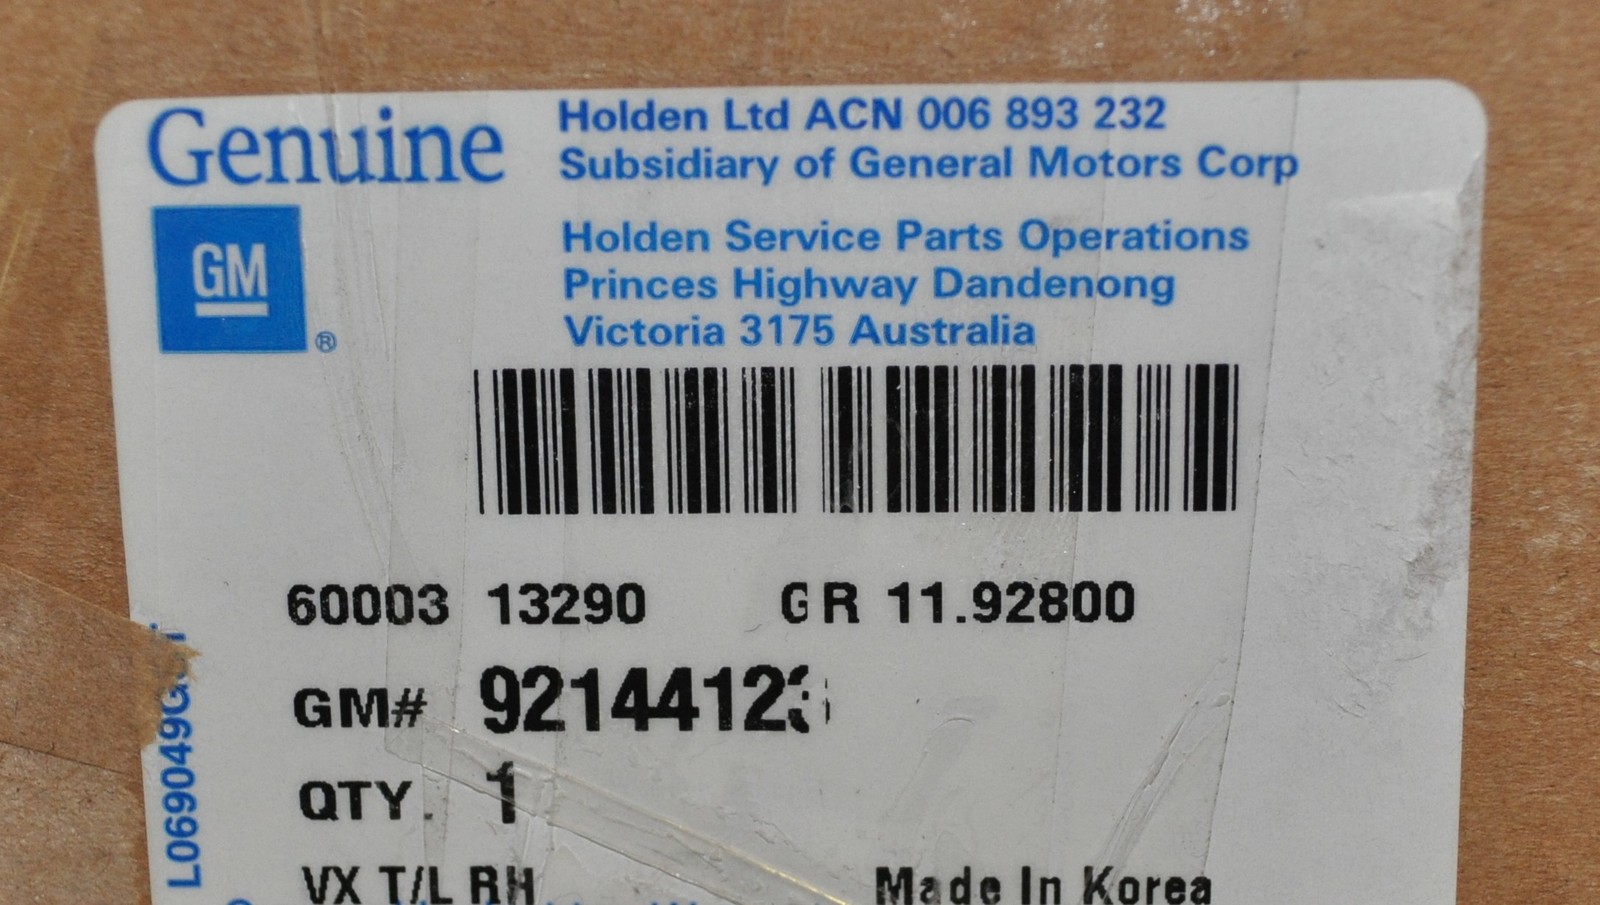 Genuine
GM
®
Holden Ltd ACN 006 893 232
Subsidiary of General Motors Corp
Holden Service Parts Operations
Princes Highway Dandenong
Victoria 3175 Australia
60003 13290 GR 11.92800
GM# 92144123
QTY. 1
VX T/L RH Made In Korea